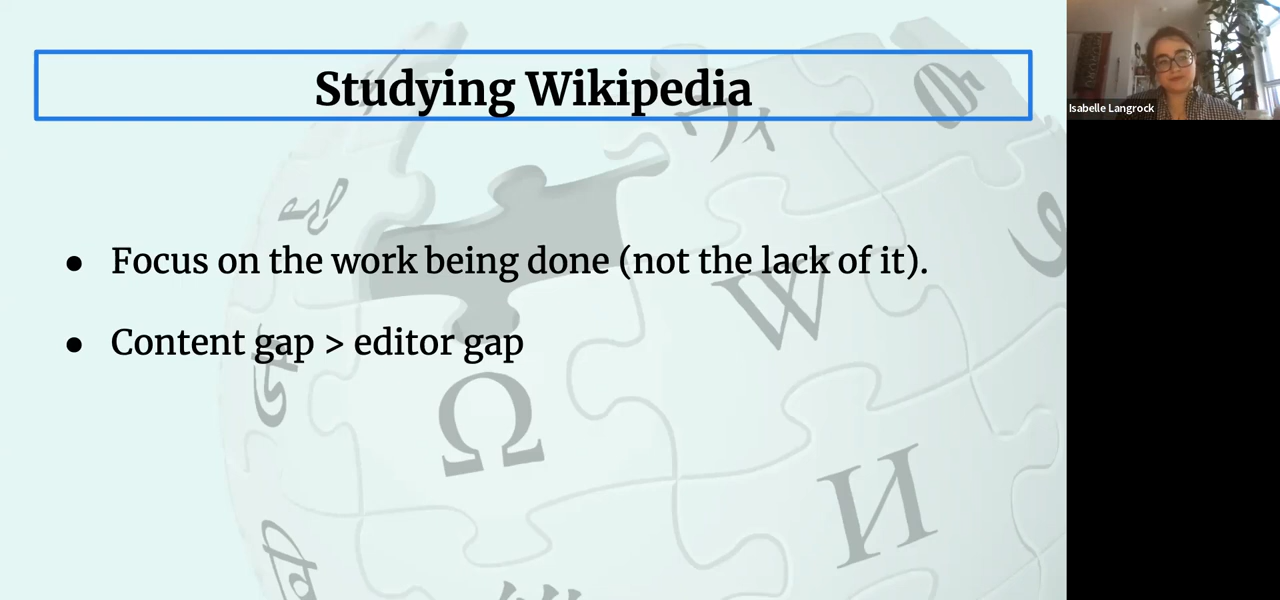 Studying Wikipedia
Isabelle Langrock
● Focus on the work being done (not the lack of it).
● Content gap > editor gap
W
Ω
И